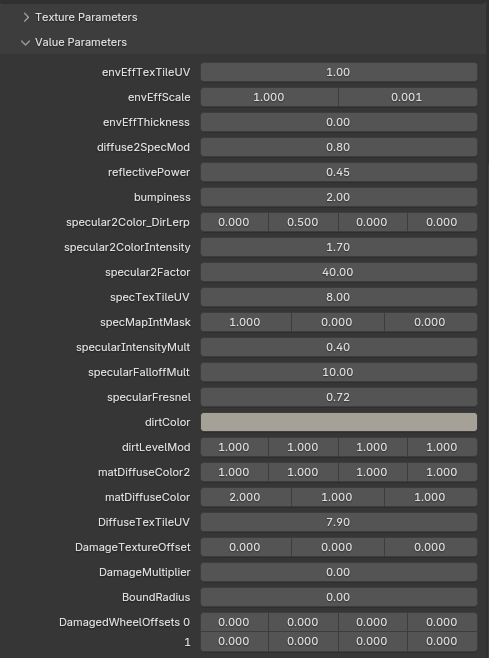 Texture Parameters
Value Parameters
envEffTexTileUV 1.00
envEffScale 1.000 0.001
envEffThickness 0.00
diffuse2SpecMod 0.80
reflectivePower 0.45
bumpiness 2.00
specular2Color_DirLerp 0.000 0.500 0.000 0.000
specular2ColorIntensity 1.70
specular2Factor 40.00
specTexTileUV 8.00
specMapIntMask 1.000 0.000 0.000
specularIntensityMult 0.40
specularFalloffMult 10.00
specularFresnel 0.72
dirtColor
dirtLevelMod 1.000 1.000 1.000 1.000
matDiffuseColor2 1.000 1.000 1.000 1.000
matDiffuseColor 2.000 1.000 1.000
DiffuseTexTileUV 7.90
DamageTextureOffset 0.000 0.000 0.000
DamageMultiplier 0.00
BoundRadius 0.00
DamagedWheelOffsets 0 0.000 0.000 0.000 0.000
1 0.000 0.000 0.000 0.000